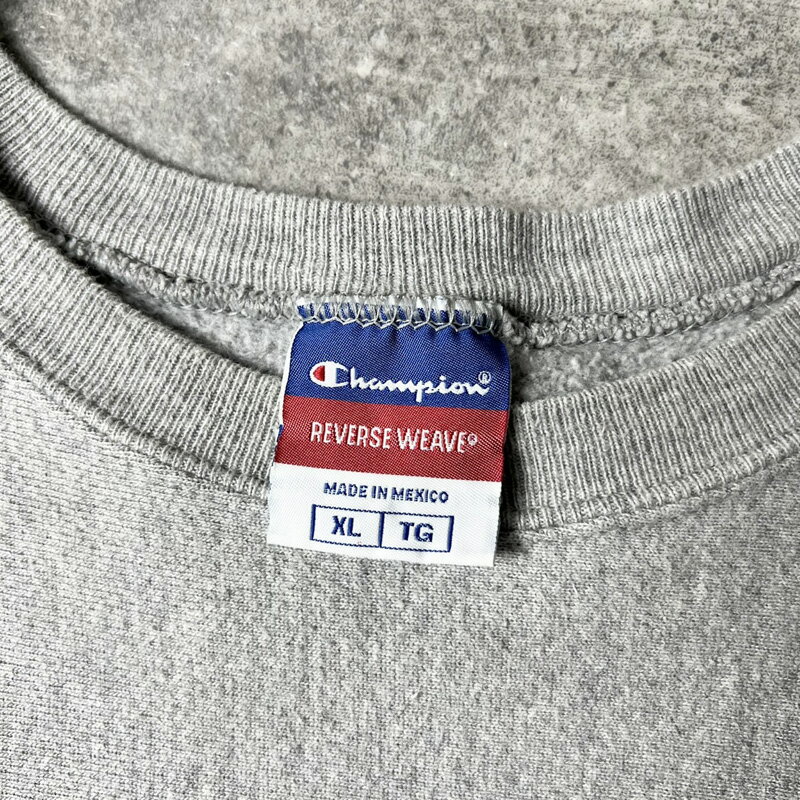 Champion®
REVERSE WEAVE®
MADE IN MEXICO
XL TG